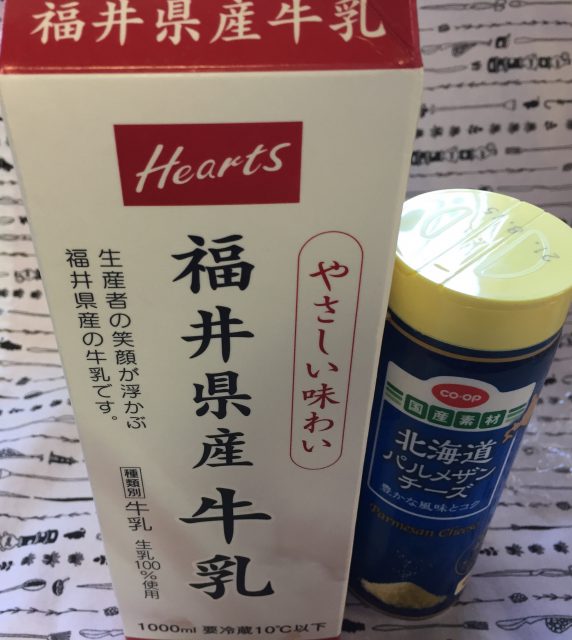 福井県産牛乳
Hearts
やさしい味わい
福井県産牛乳
生産者の笑顔が浮かぶ
福井県産の牛乳です。
種類別 牛乳 生乳100%使用
1000ml 要冷蔵10℃以下
co-op
国産素材
北海道
パルメザン
チーズ
豊かな風味とコク
Parmesan Cheese